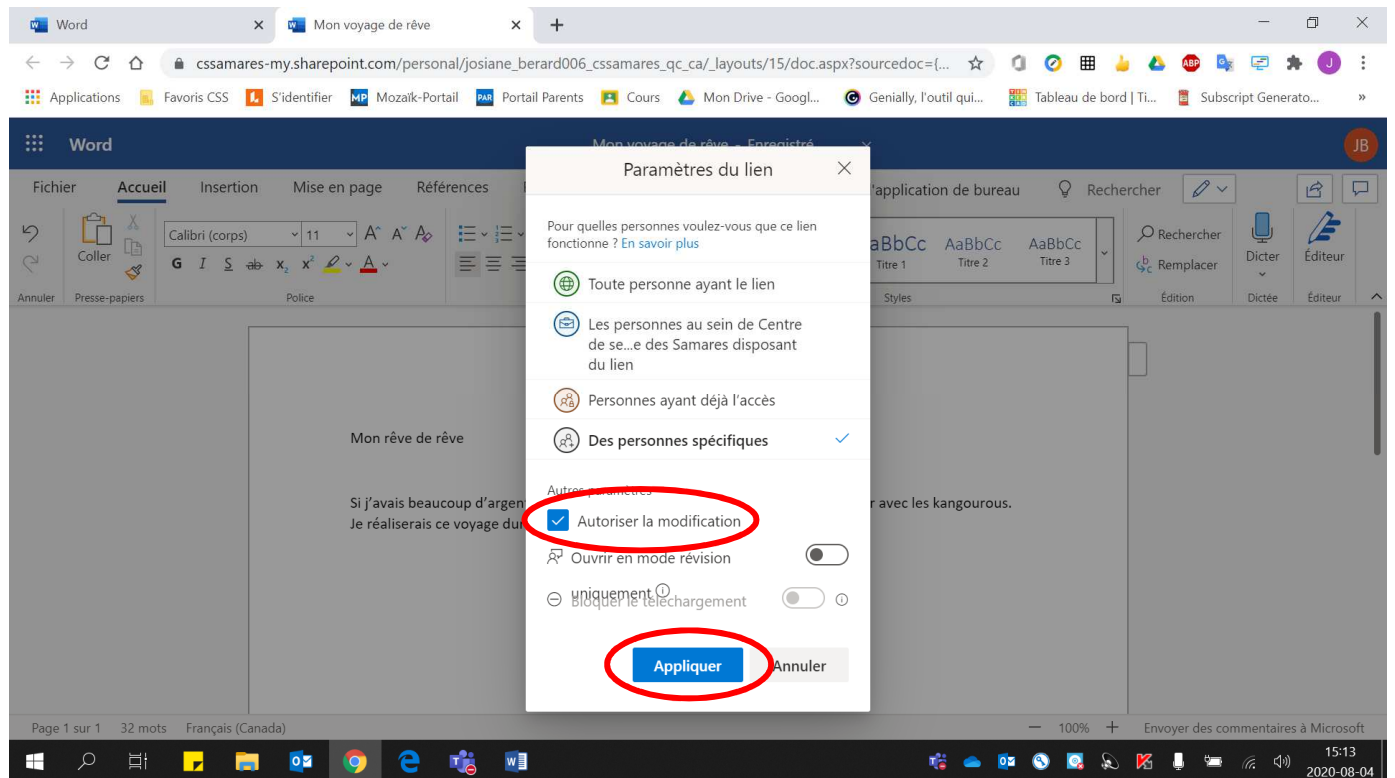 Word
Mon voyage de rêve
cssamares-my.sharepoint.com/personal/josiane_berard006_cssamares_qc_ca/_layouts/15/doc.aspx?sourcedoc={...
ABP
J
Applications
Favoris CSS
S'identifier
MP Mozaïk-Portail
PAR Portail Parents
Cours
Mon Drive - Googl...
Genially, l'outil qui...
Tableau de bord | Ti...
Subscript Generato...
»
Word
Mon voyage de rêve - Enregistré
JB
Fichier
Accueil
Insertion
Mise en page
Références
l'application de bureau
Rechercher
Coller
Calibri (corps)
11
G I S ab x₂ x² A
aBbCc
Titre 1
AaBbCc
Titre 2
AaBbCc
Titre 3
Rechercher
Remplacer
Dicter
Éditeur
Annuler
Presse-papiers
Police
Styles
Édition
Dictée
Éditeur
Paramètres du lien
Pour quelles personnes voulez-vous que ce lien
fonctionne ? En savoir plus
Toute personne ayant le lien
Les personnes au sein de Centre
de se...e des Samares disposant
du lien
Personnes ayant déjà l'accès
Des personnes spécifiques
Autres paramètres
Autoriser la modification
Ouvrir en mode révision
uniquement
Bloquer le téléchargement
Appliquer
Annuler
Mon rêve de rêve
Si j'avais beaucoup d'argen
r avec les kangourous.
Je réaliserais ce voyage du
Page 1 sur 1
32 mots
Français (Canada)
100%
Envoyer des commentaires à Microsoft
15:13
2020-08-04